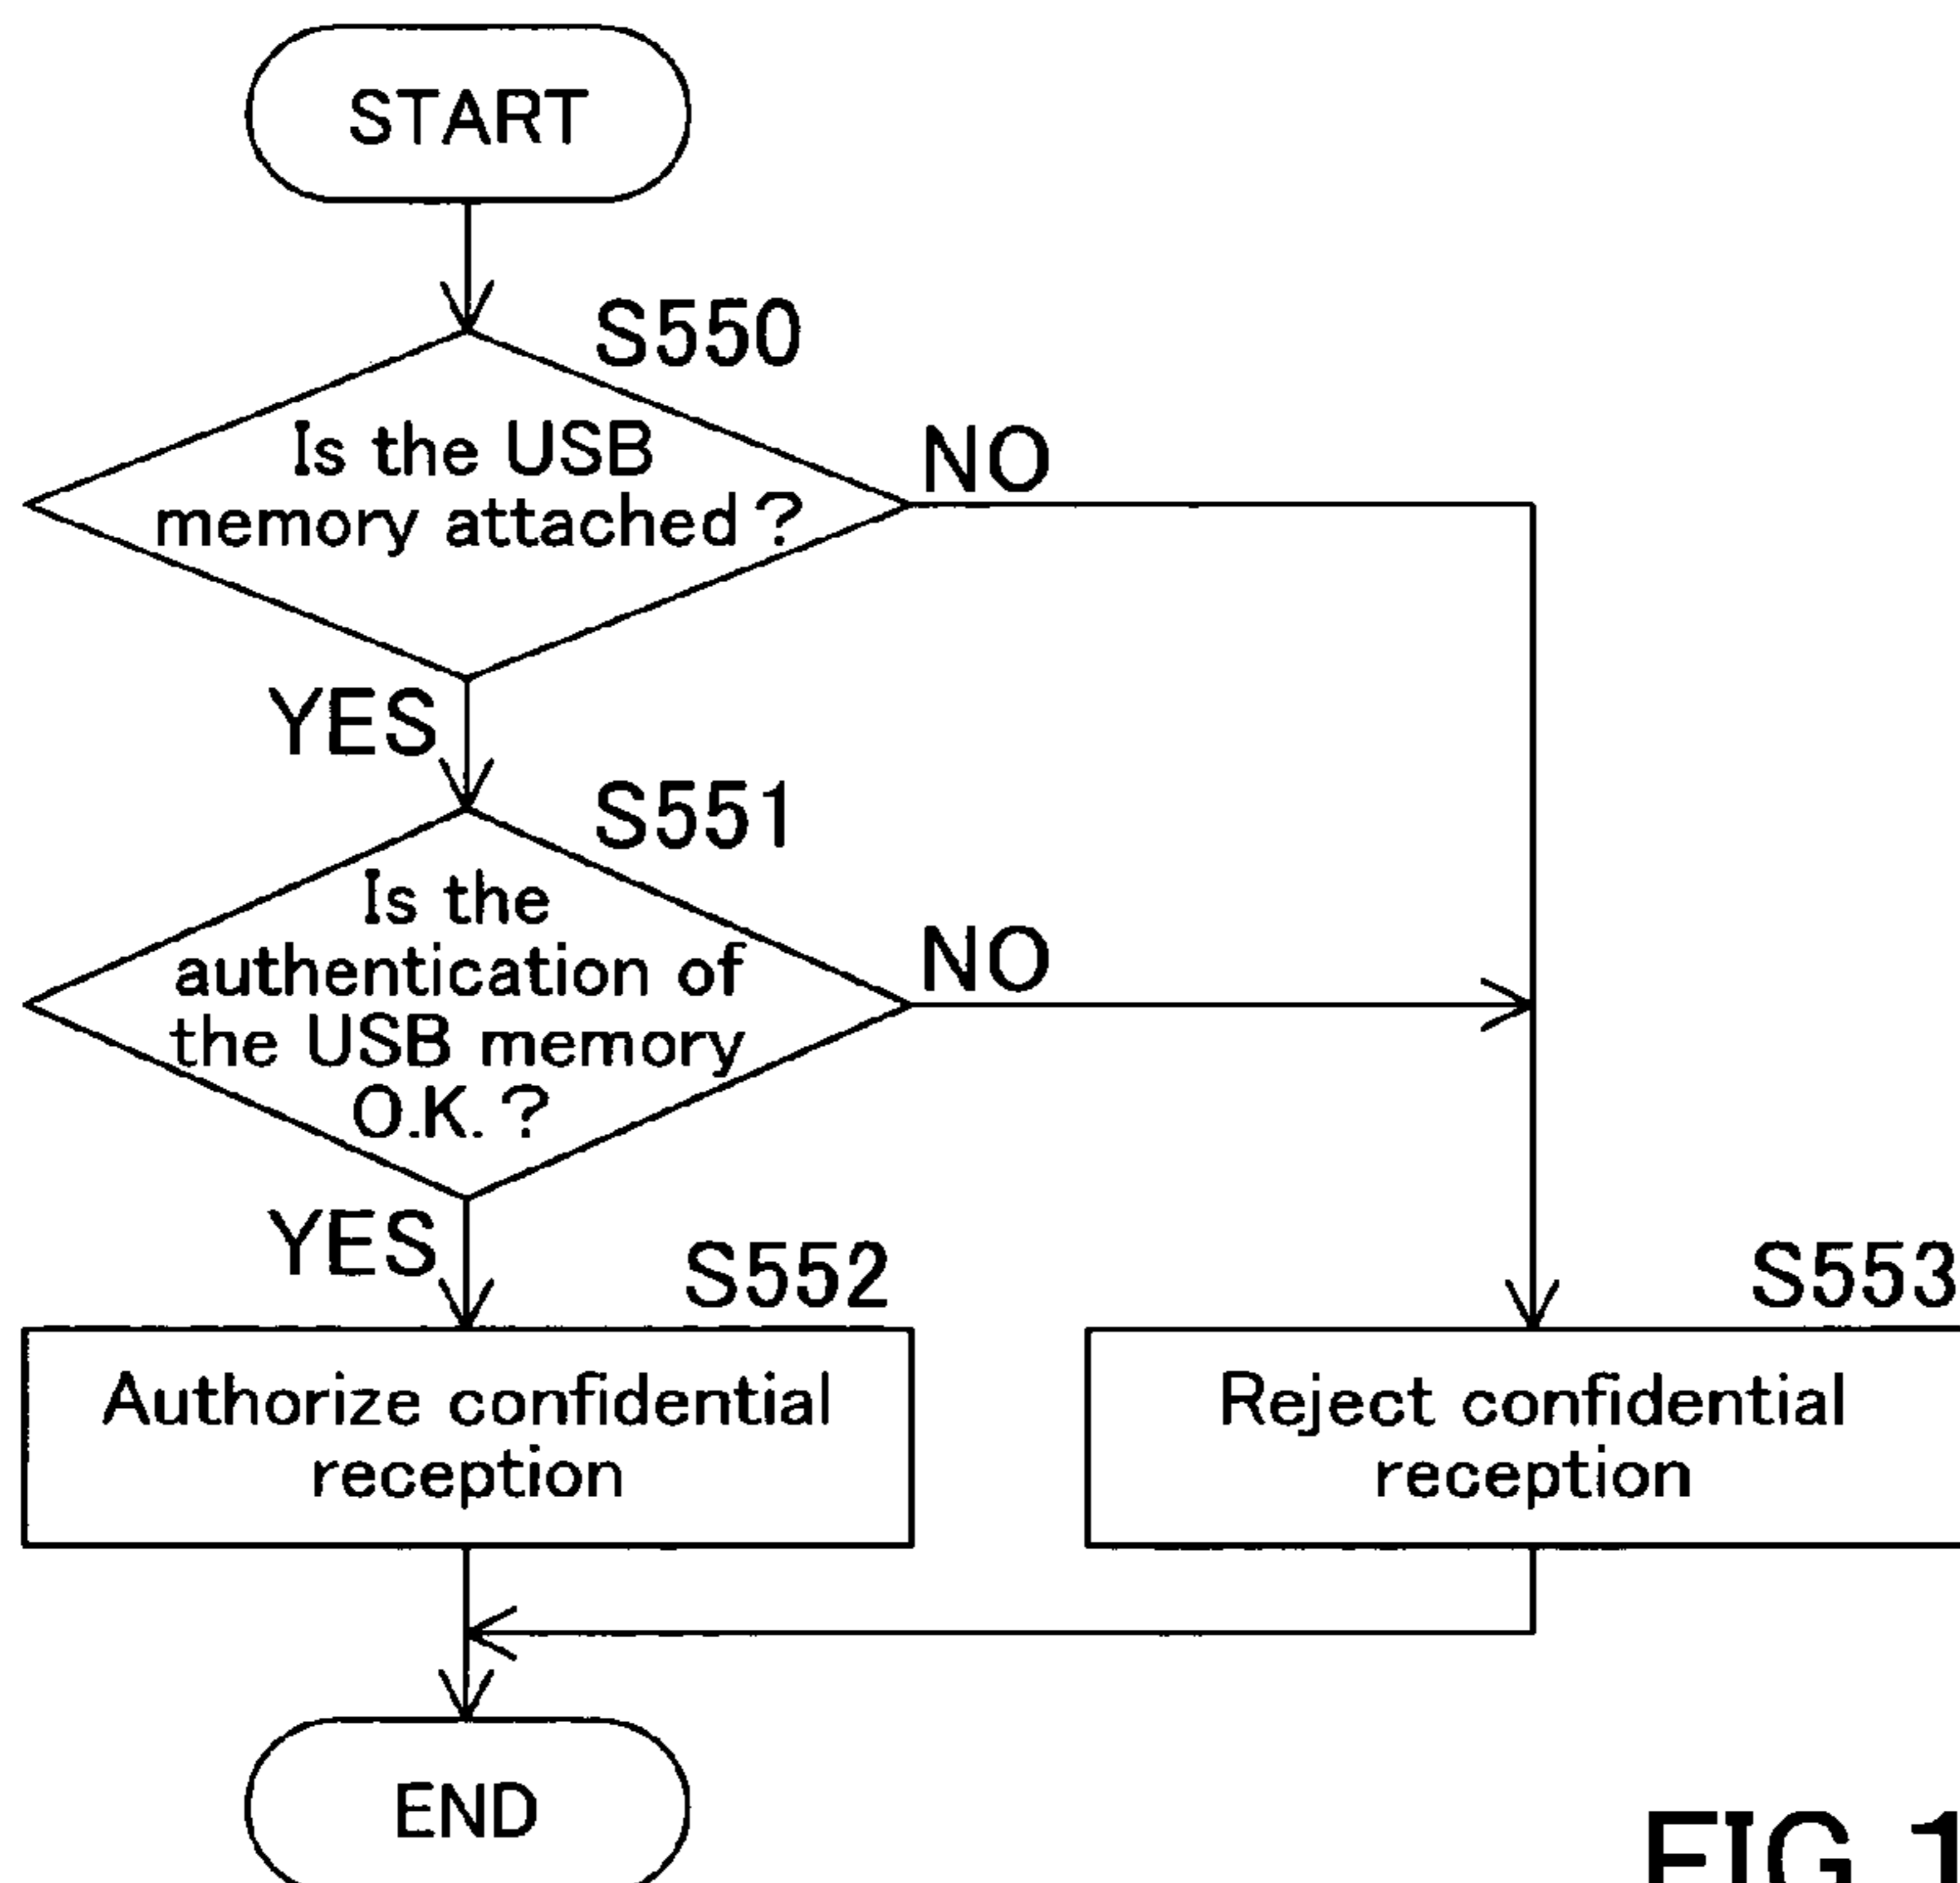 START
S550
Is the USB
memory attached ?
NO
YES
S551
Is the
authentication of
the USB memory
O.K. ?
NO
YES
S552
Authorize confidential
reception
S553
Reject confidential
reception
END